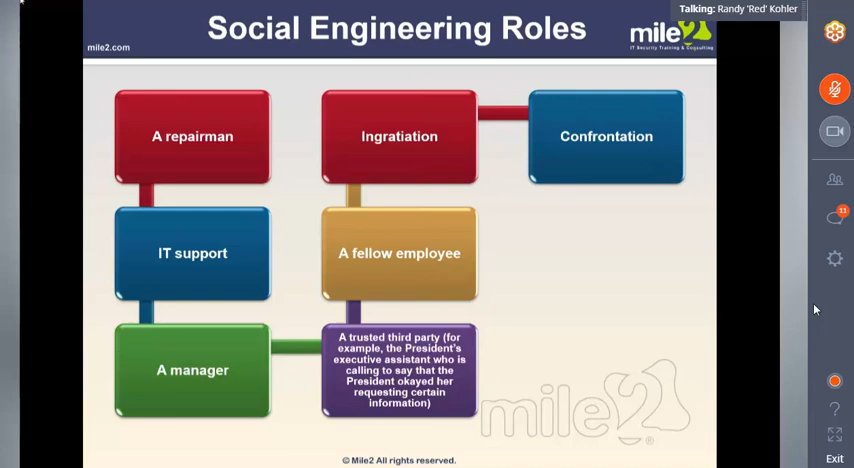 Talking: Randy 'Red' Kohler
Social Engineering Roles
mile2
IT Security Training & Consulting
mile2.com
A repairman
IT support
A manager
A trusted third party (for
example, the President's
executive assistant who is
calling to say that the
President okayed her
requesting certain
information)
A fellow employee
Ingratiation
Confrontation
mile2
®
© Mile2 All rights reserved.
11
?
Exit